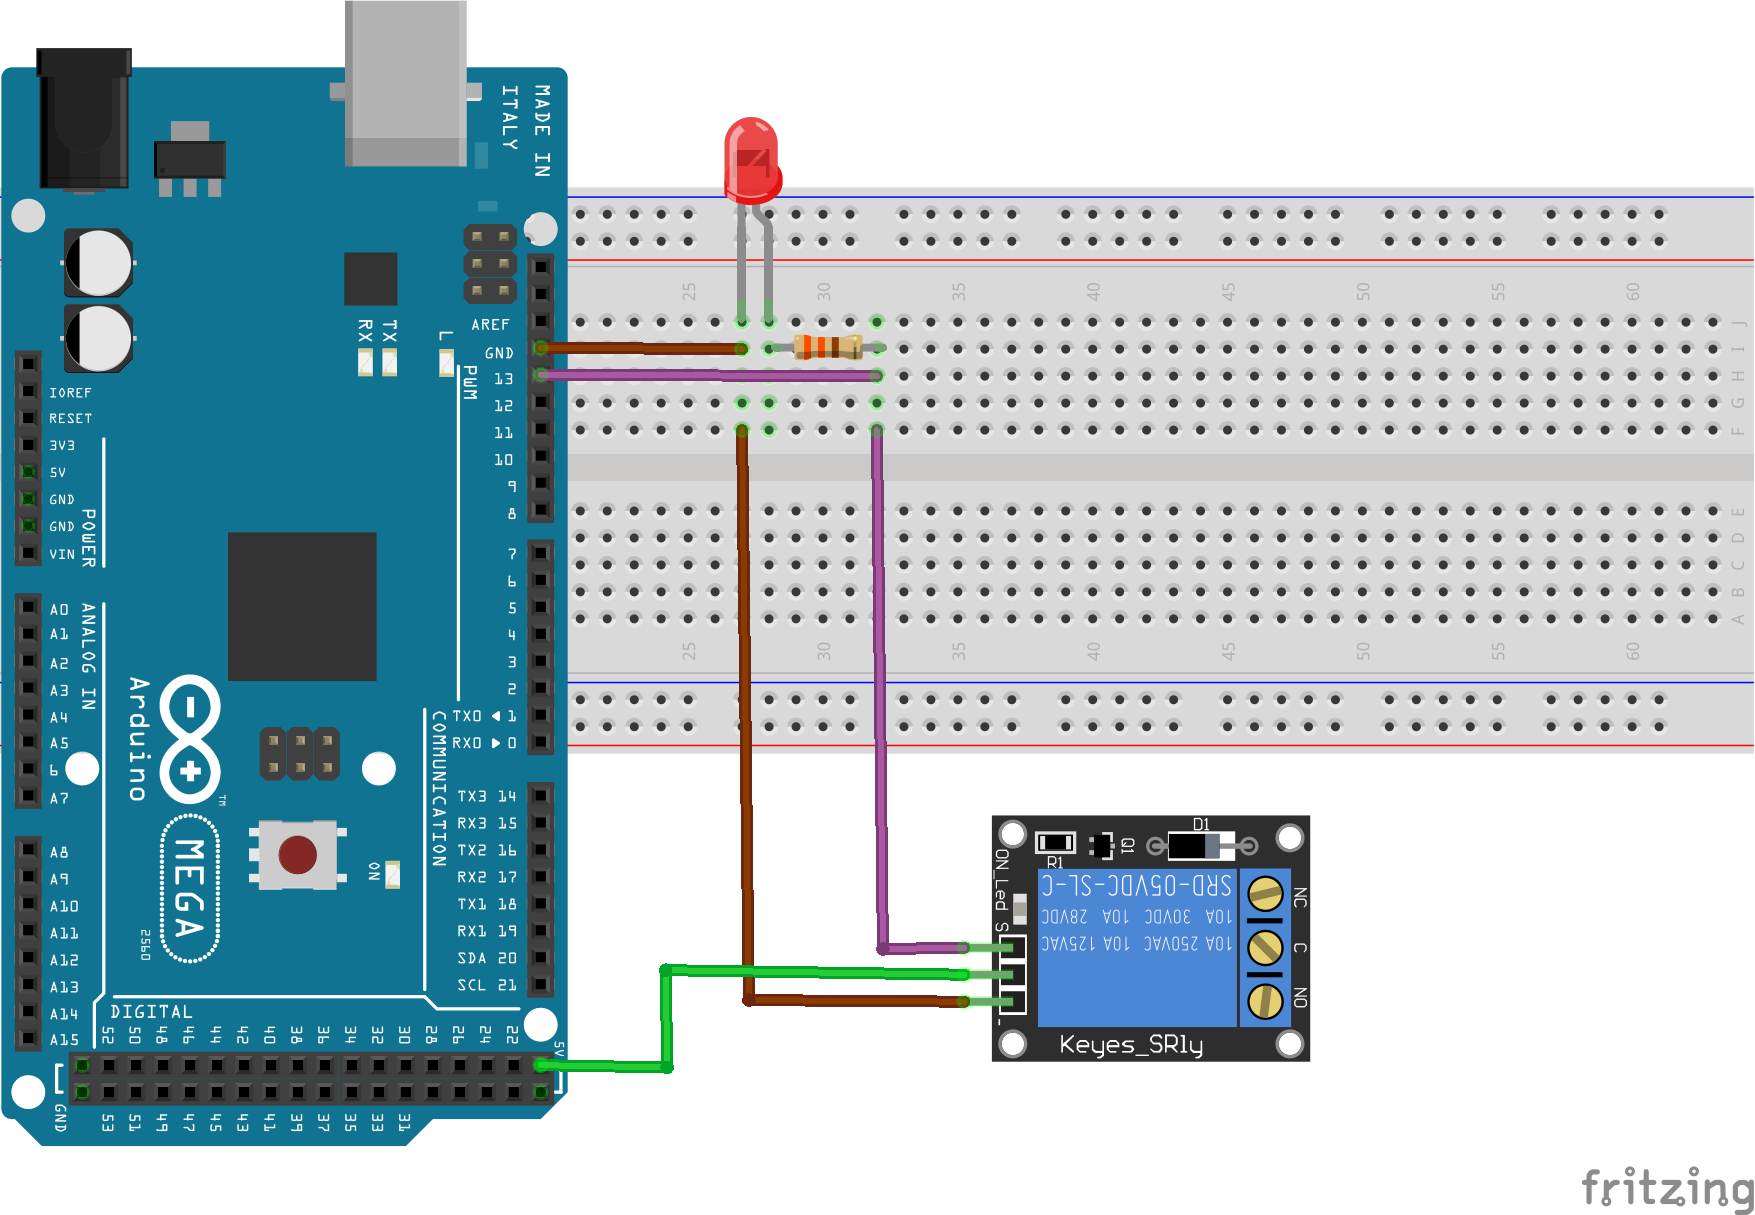 MADE IN
ITALY
AREF
GND
13
12
11
10
9
8
7
6
5
4
3
2
TX0 ◀ 1
RX0 ▶ 0
TX3 14
RX3 15
TX2 16
RX2 17
TX1 18
RX1 19
SDA 20
SCL 21
RX
TX
L
PWM
COMMUNICATION
IOREF
RESET
3V3
5V
GND
GND
VIN
POWER
A0
A1
A2
A3
A4
A5
6
A7
ANALOG IN
A8
A9
A10
A11
A12
A13
A14
A15
Arduino
TM
MEGA
2560
ON
DIGITAL
52 50 48 46 44 42 40 38 36 34 32 30 28 26 24 22
5V
GND
53 51 49 47 45 43 41 39 37 35 33 31
25 30 35 40 45 50 55 60
J
I
H
G
F
E
D
C
B
A
25 30 35 40 45 50 55 60
D1
Q1
R1
ON_Led
S
-
SRD-05VDC-SL-C
10A 30VDC 10A 28VDC
10A 250VAC 10A 125VAC
NC
C
NO
Keyes_SRly
fritzing